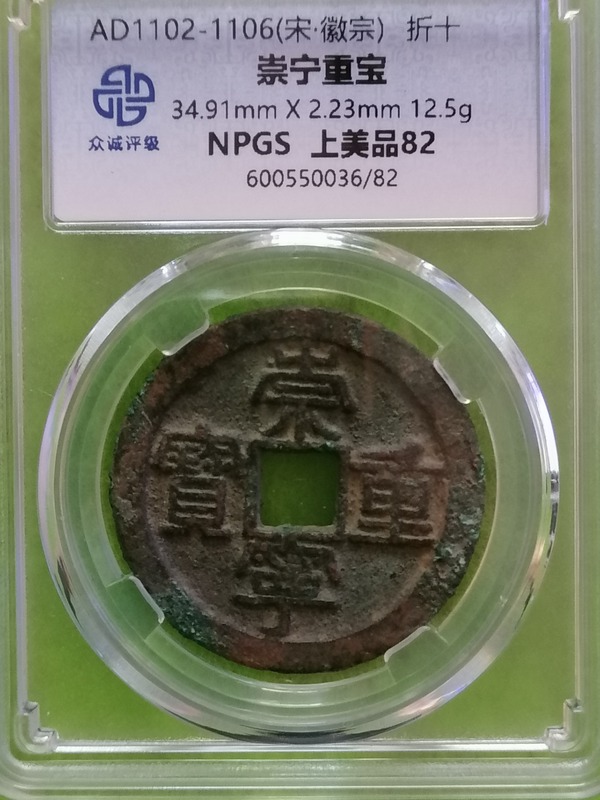 AD1102-1106(宋·徽宗) 折十
崇宁重宝
34.91mm X 2.23mm 12.5g
众诚评级
NPGS 上美品82
600550036/82
崇
寳 重
寧